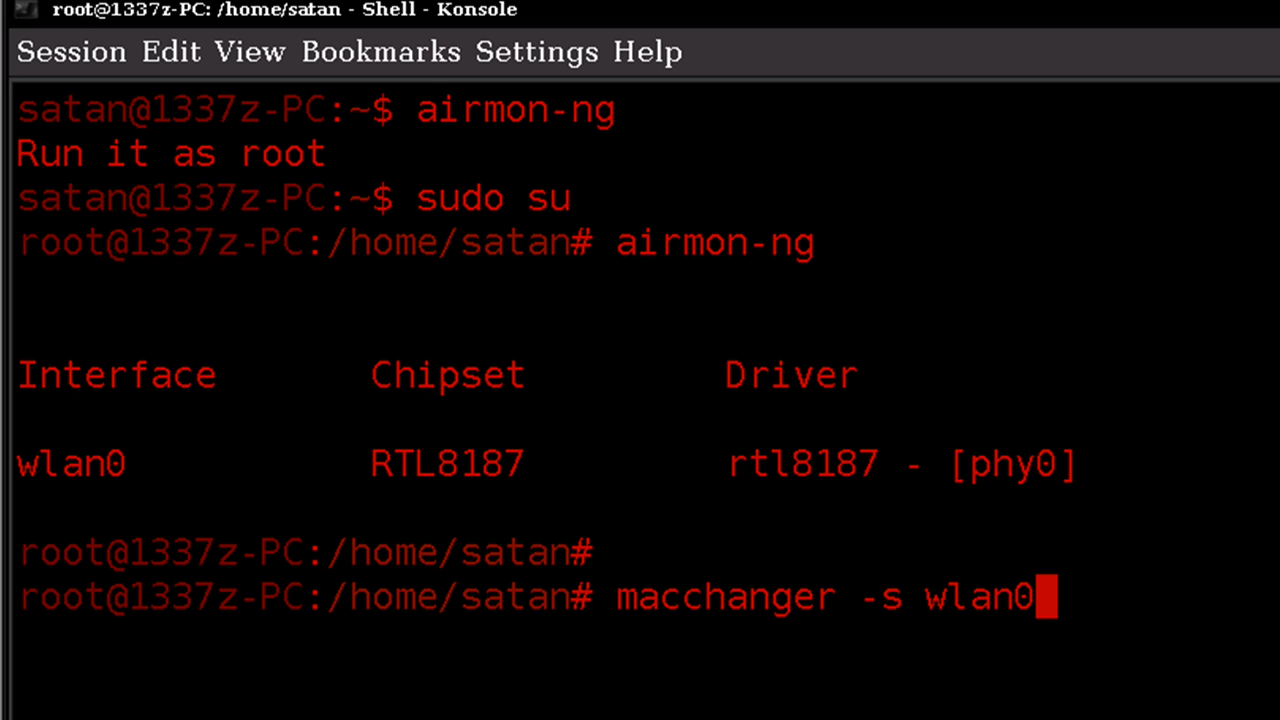 root@1337z-PC: /home/satan - Shell - Konsole
Session Edit View Bookmarks Settings Help
satan@1337z-PC:~$ airmon-ng
Run it as root
satan@1337z-PC:~$ sudo su
root@1337z-PC:/home/satan# airmon-ng
Interface Chipset Driver
wlan0 RTL8187 rtl8187 - [phy0]
root@1337z-PC:/home/satan#
root@1337z-PC:/home/satan# macchanger -s wlan0